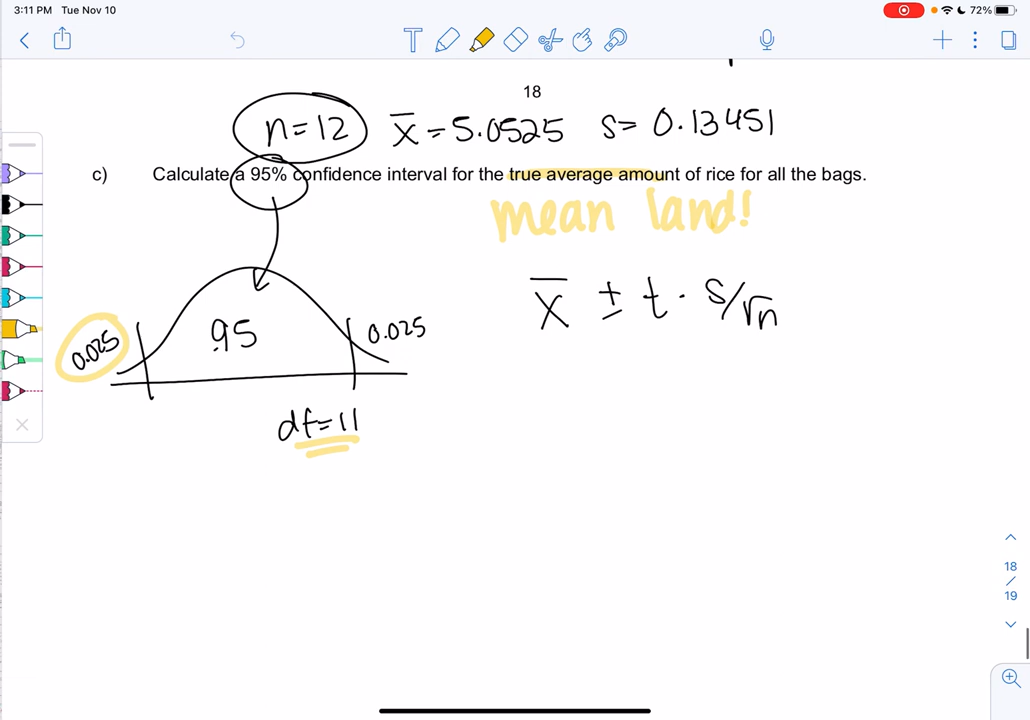 3:11 PM Tue Nov 10
72%
T
18
n=12 x̄=5.0525 s=0.13451
c) Calculate a 95% confidence interval for the true average amount of rice for all the bags.
mean land!
x̄ ± t · s/√n
0.025 .95 0.025
df=11
18
/
19